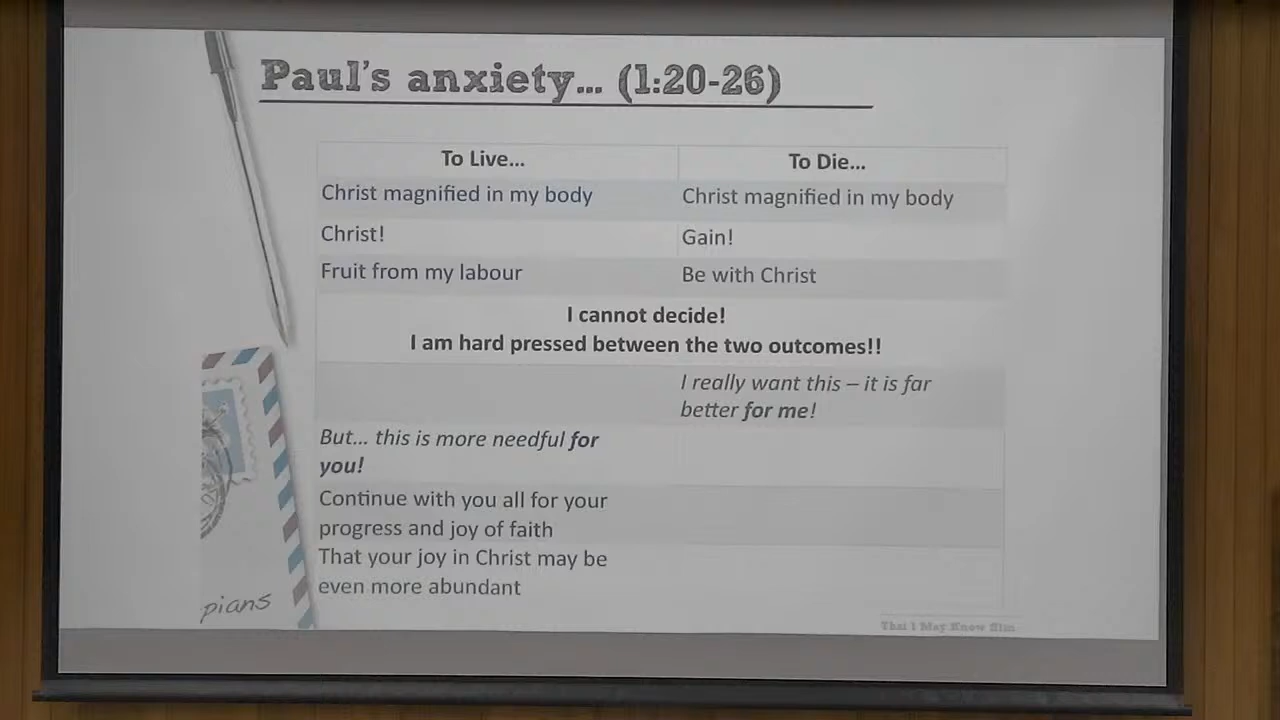 Paul's anxiety... (1:20-26)
To Live... To Die...
Christ magnified in my body Christ magnified in my body
Christ! Gain!
Fruit from my labour Be with Christ
I cannot decide!
I am hard pressed between the two outcomes!!
I really want this – it is far
better for me!
But... this is more needful for
you!
Continue with you all for your
progress and joy of faith
That your joy in Christ may be
even more abundant
pians
That I May Know Him